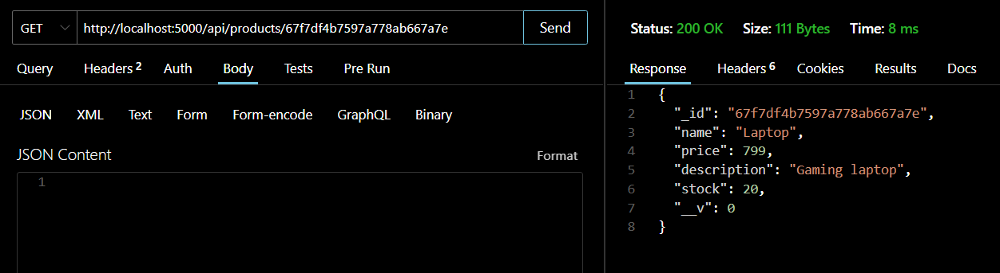 GET http://localhost:5000/api/products/67f7df4b7597a778ab667a7e Send
Query Headers 2 Auth Body Tests Pre Run
JSON XML Text Form Form-encode GraphQL Binary
JSON Content Format
1
Status: 200 OK Size: 111 Bytes Time: 8 ms
Response Headers 6 Cookies Results Docs
1 {
2 "_id": "67f7df4b7597a778ab667a7e",
3 "name": "Laptop",
4 "price": 799,
5 "description": "Gaming laptop",
6 "stock": 20,
7 "__v": 0
8 }